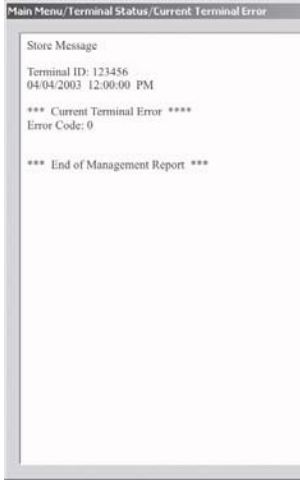 Main Menu/Terminal Status/Current Terminal Error
Store Message
Terminal ID: 123456
04/04/2003 12:00:00 PM
*** Current Terminal Error ****
Error Code: 0
*** End of Management Report ***